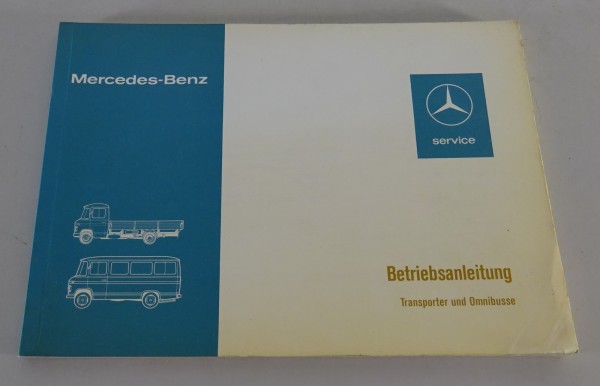 Mercedes-Benz
service
Betriebsanleitung
Transporter und Omnibusse